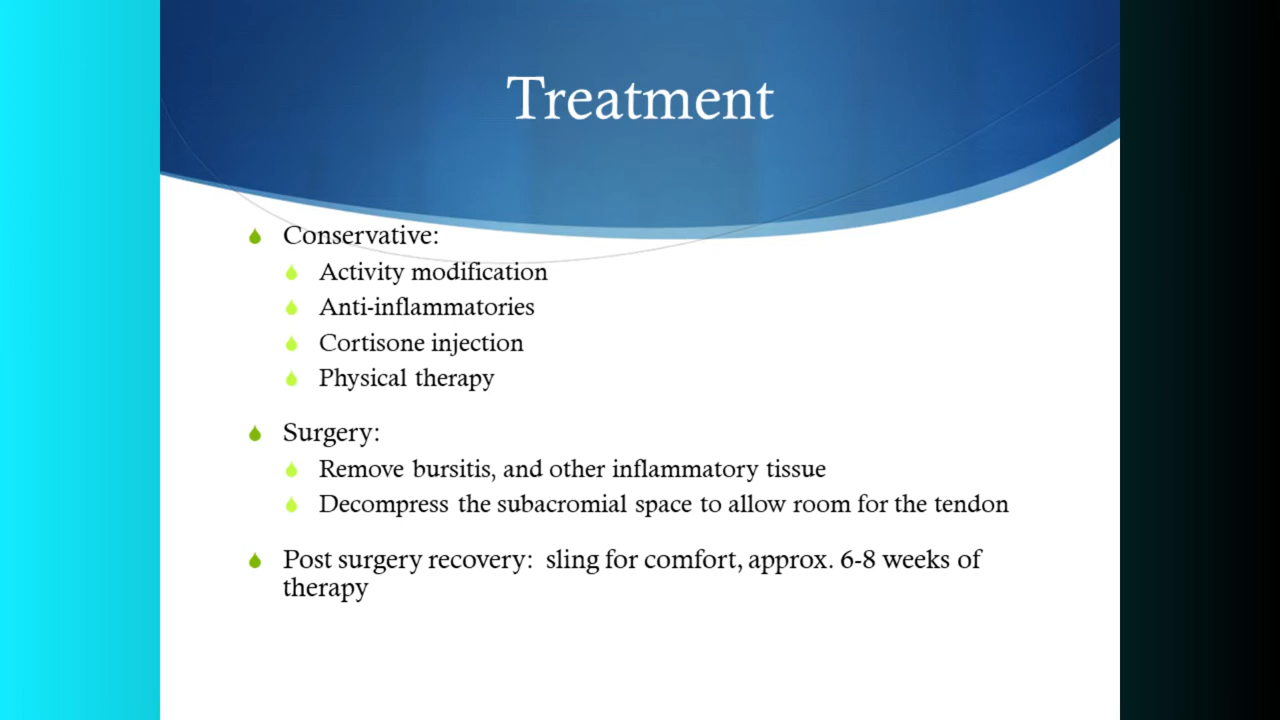 Treatment
Conservative:
Activity modification
Anti-inflammatories
Cortisone injection
Physical therapy
Surgery:
Remove bursitis, and other inflammatory tissue
Decompress the subacromial space to allow room for the tendon
Post surgery recovery:  sling for comfort, approx. 6-8 weeks of
therapy